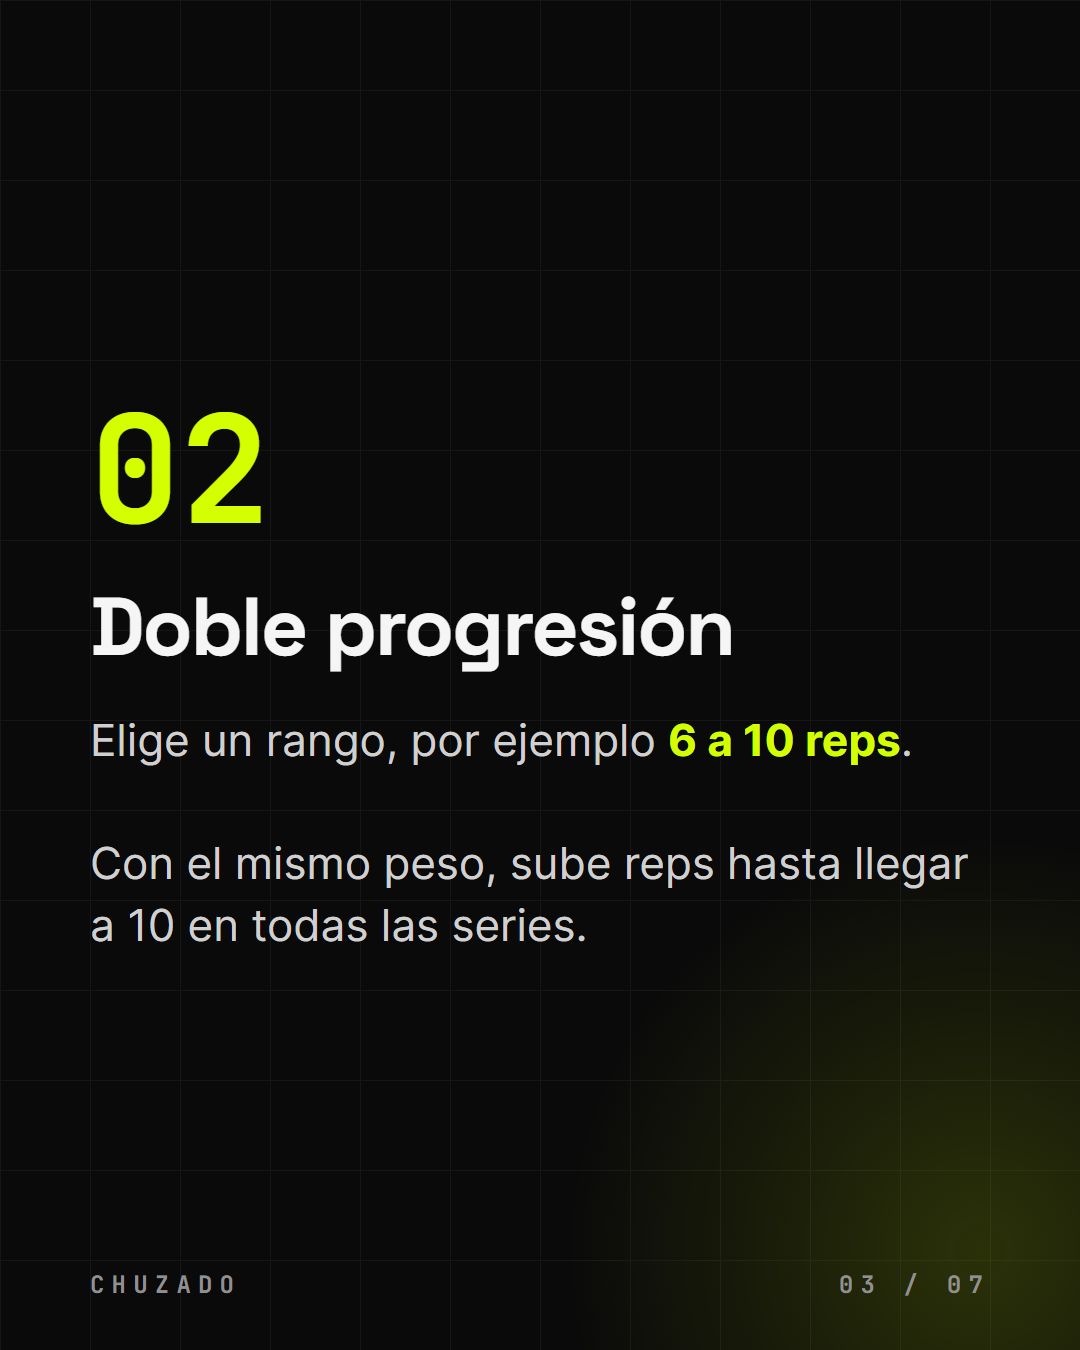 02
Doble progresión
Elige un rango, por ejemplo 6 a 10 reps.
Con el mismo peso, sube reps hasta llegar
a 10 en todas las series.
CHUZADO
03 / 07